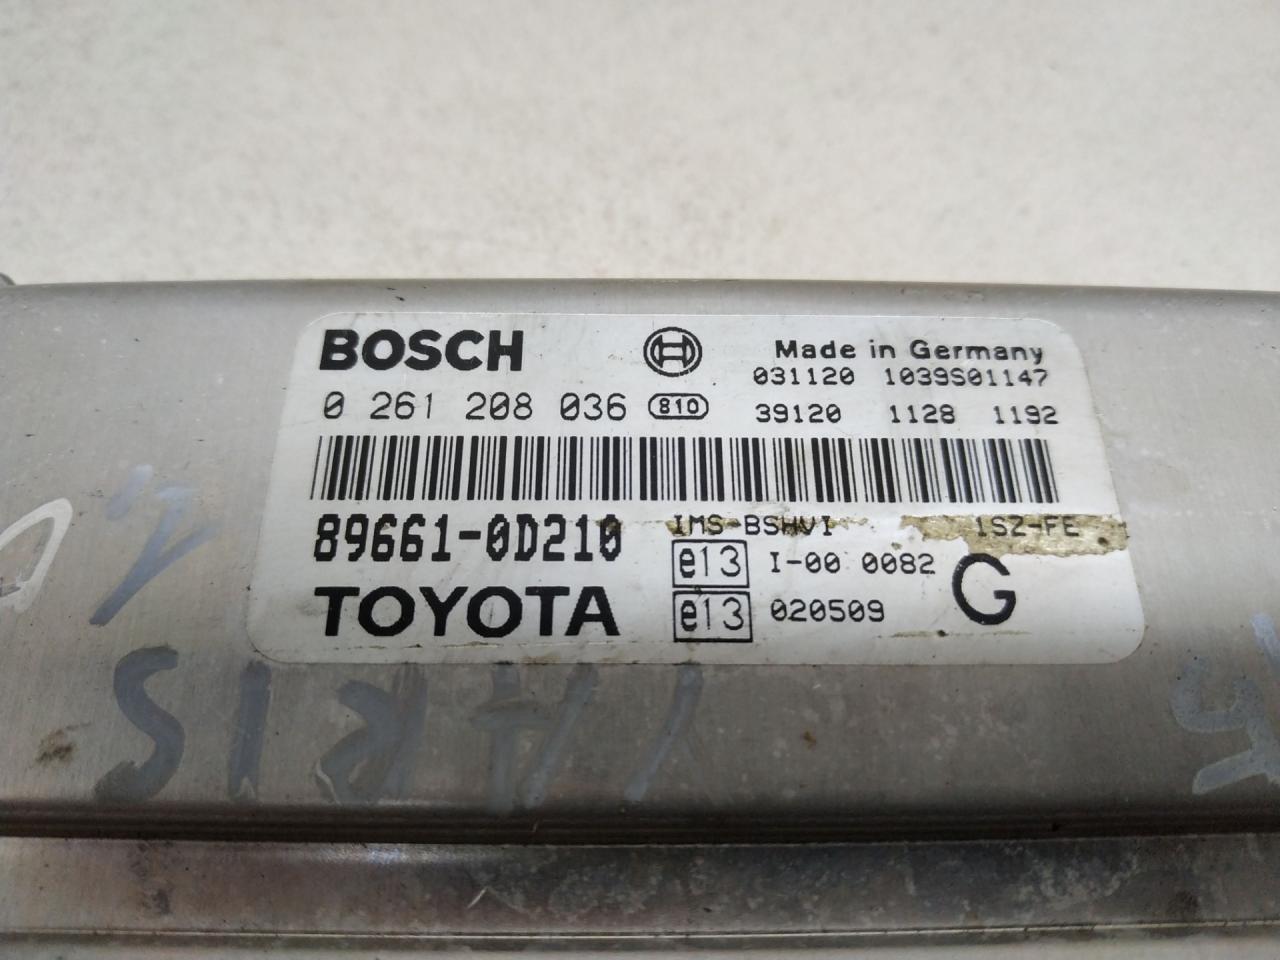 BOSCH
Made in Germany
031120 1039S01147
0 261 208 036 810
39120 1128 1192
89661-0D210
IMS-BSHVI 1SZ-FE
e13 I-00 0082 G
TOYOTA
e13 020509
YARIS